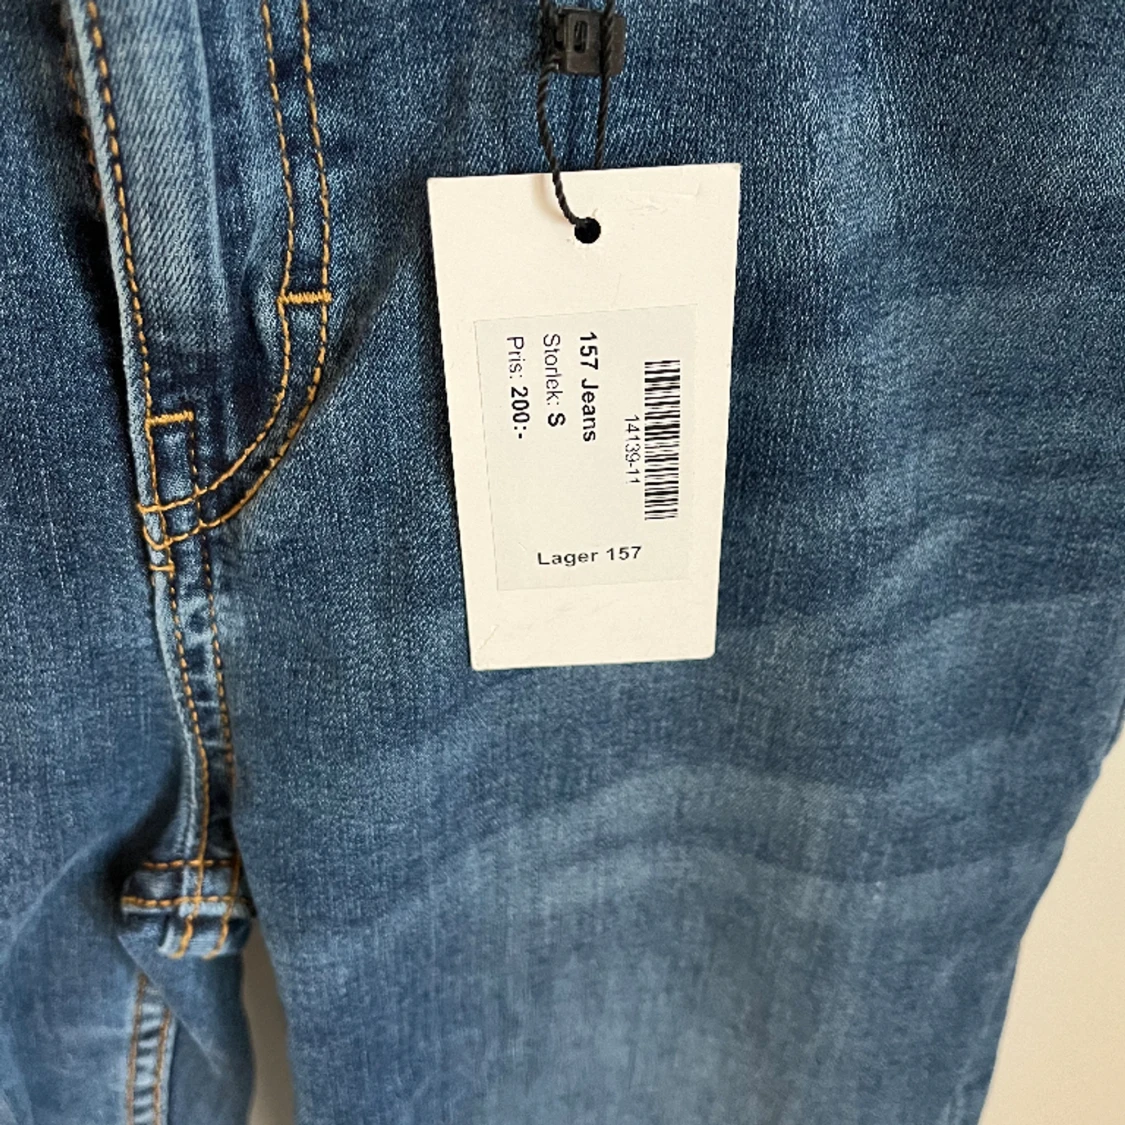 157 Jeans
Storlek: S
Pris: 200:-
14139-11
Lager 157